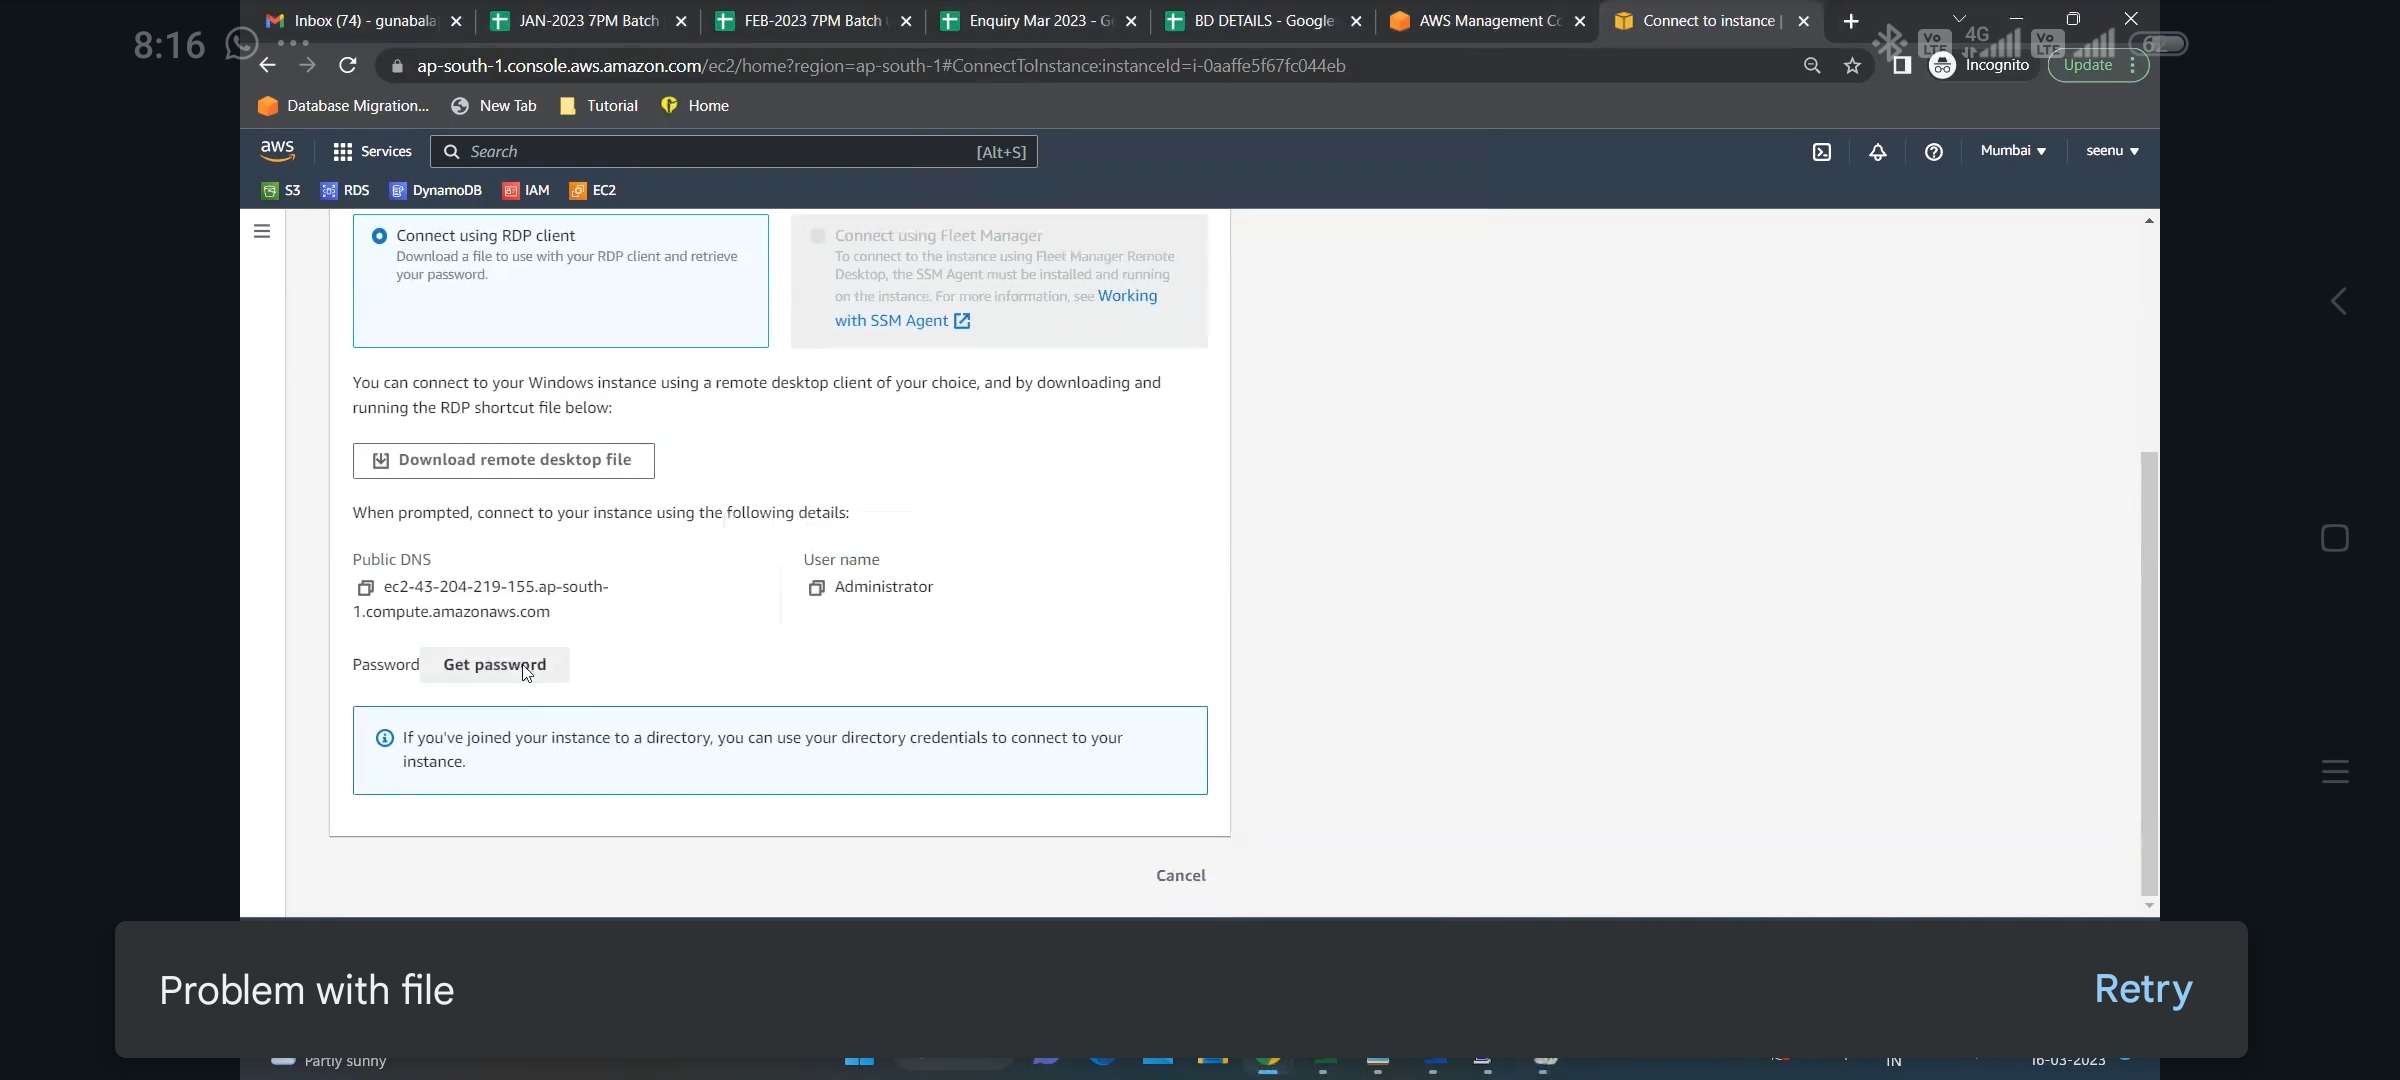 Inbox (74) - gunabala
JAN-2023 7PM Batch
FEB-2023 7PM Batch
Enquiry Mar 2023 - G
BD DETAILS - Google
AWS Management Co
Connect to instance |
8:16
Vo LTE
4G
Vo LTE
62
ap-south-1.console.aws.amazon.com/ec2/home?region=ap-south-1#ConnectToInstance:instanceId=i-0aaffe5f67fc044eb
Incognito
Update
Database Migration...
New Tab
Tutorial
Home
aws
Services
Search
[Alt+S]
Mumbai
seenu
S3
RDS
DynamoDB
IAM
EC2
Connect using RDP client
Download a file to use with your RDP client and retrieve
your password.
Connect using Fleet Manager
To connect to the instance using Fleet Manager Remote
Desktop, the SSM Agent must be installed and running
on the instance. For more information, see Working
with SSM Agent
You can connect to your Windows instance using a remote desktop client of your choice, and by downloading and
running the RDP shortcut file below:
Download remote desktop file
When prompted, connect to your instance using the following details:
Public DNS
ec2-43-204-219-155.ap-south-
1.compute.amazonaws.com
User name
Administrator
Password
Get password
If you've joined your instance to a directory, you can use your directory credentials to connect to your
instance.
Cancel
Problem with file
Retry
Partly sunny
IN
16-03-2023